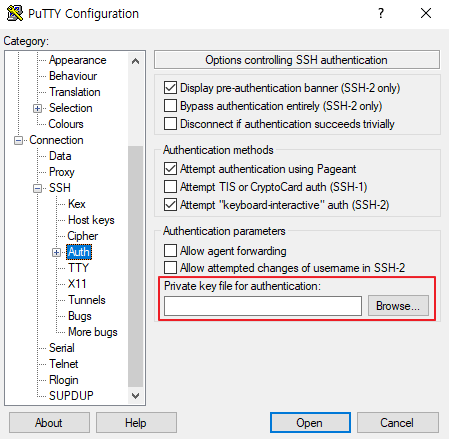 PuTTY Configuration
?
Category:
Appearance
Behaviour
Translation
Selection
Colours
Connection
Data
Proxy
SSH
Kex
Host keys
Cipher
Auth
TTY
X11
Tunnels
Bugs
More bugs
Serial
Telnet
Rlogin
SUPDUP
Options controlling SSH authentication
Display pre-authentication banner (SSH-2 only)
Bypass authentication entirely (SSH-2 only)
Disconnect if authentication succeeds trivially
Authentication methods
Attempt authentication using Pageant
Attempt TIS or CryptoCard auth (SSH-1)
Attempt "keyboard-interactive" auth (SSH-2)
Authentication parameters
Allow agent forwarding
Allow attempted changes of username in SSH-2
Private key file for authentication:
Browse...
About
Help
Open
Cancel